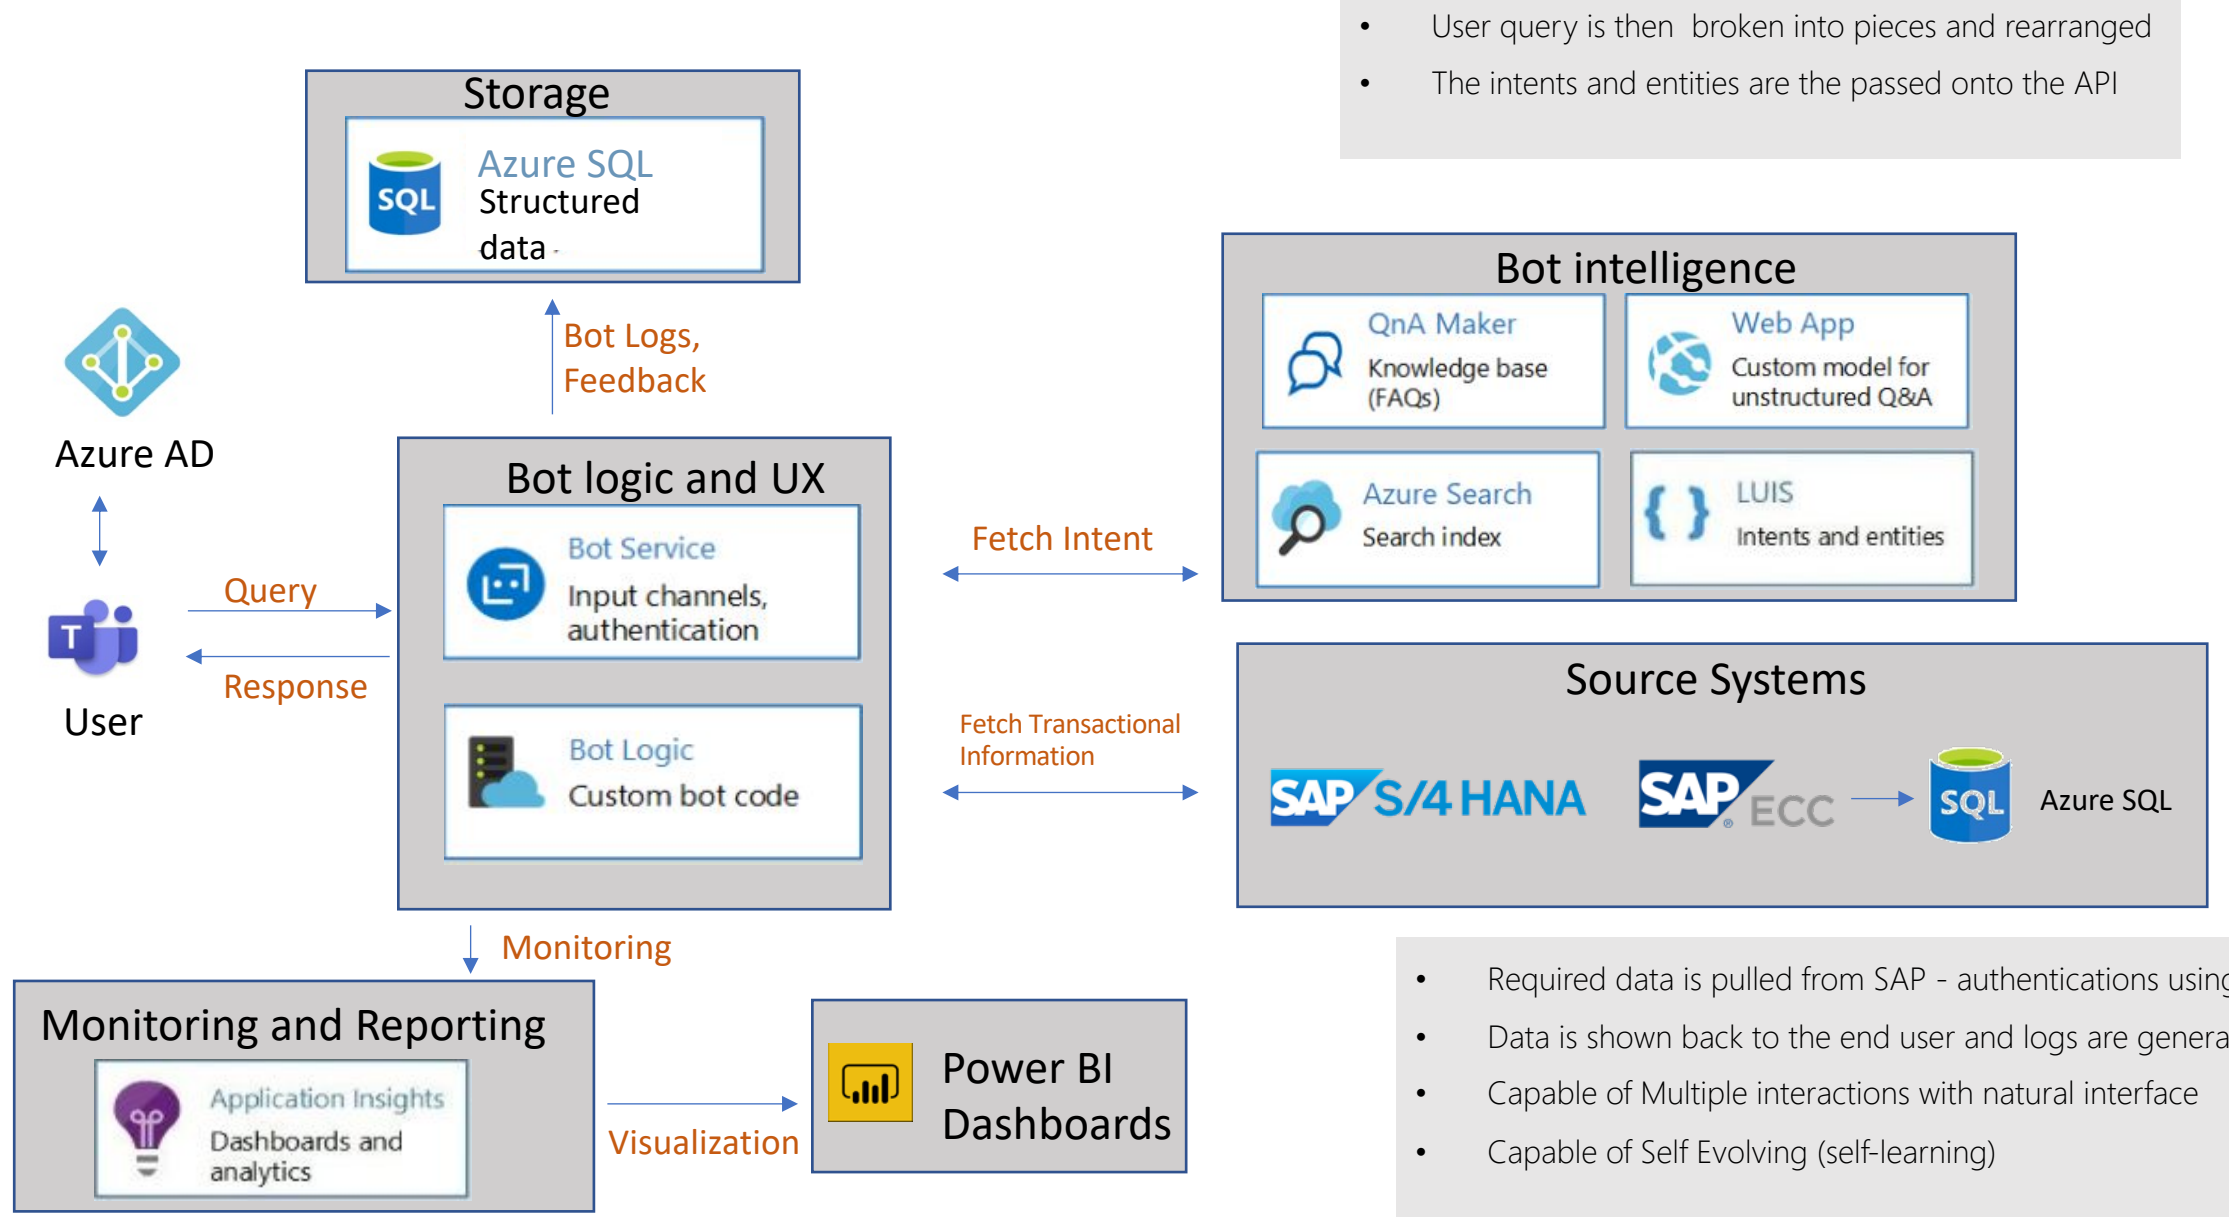 • User query is then broken into pieces and rearranged
• The intents and entities are the passed onto the API
Storage
SQL
Azure SQL
Structured
data -
Bot Logs,
Feedback
Azure AD
Bot intelligence
QnA Maker
Knowledge base
(FAQs)
Web App
Custom model for
unstructured Q&A
Azure Search
Search index
{ }
LUIS
Intents and entities
Bot logic and UX
Bot Service
Input channels,
authentication
Bot Logic
Custom bot code
Fetch Intent
Query
Response
T
User
Fetch Transactional
Information
Source Systems
SAP S/4 HANA
SAP® ECC
SQL
Azure SQL
Monitoring
Monitoring and Reporting
Application Insights
Dashboards and
analytics
Visualization
Power BI
Dashboards
• Required data is pulled from SAP - authentications using
• Data is shown back to the end user and logs are genera
• Capable of Multiple interactions with natural interface
• Capable of Self Evolving (self-learning)